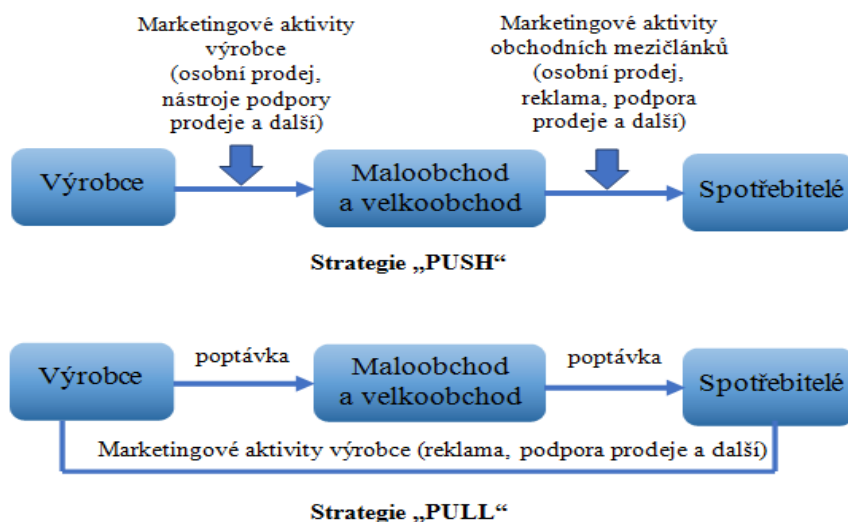 Marketingové aktivity
výrobce
(osobní prodej,
nástroje podpory
prodeje a další)
Marketingové aktivity
obchodních mezičlánků
(osobní prodej,
reklama, podpora
prodeje a další)
Výrobce
Maloobchod
a velkoobchod
Spotřebitelé
Strategie „PUSH“
Výrobce
poptávka
Maloobchod
a velkoobchod
poptávka
Spotřebitelé
Marketingové aktivity výrobce (reklama, podpora prodeje a další)
Strategie „PULL“